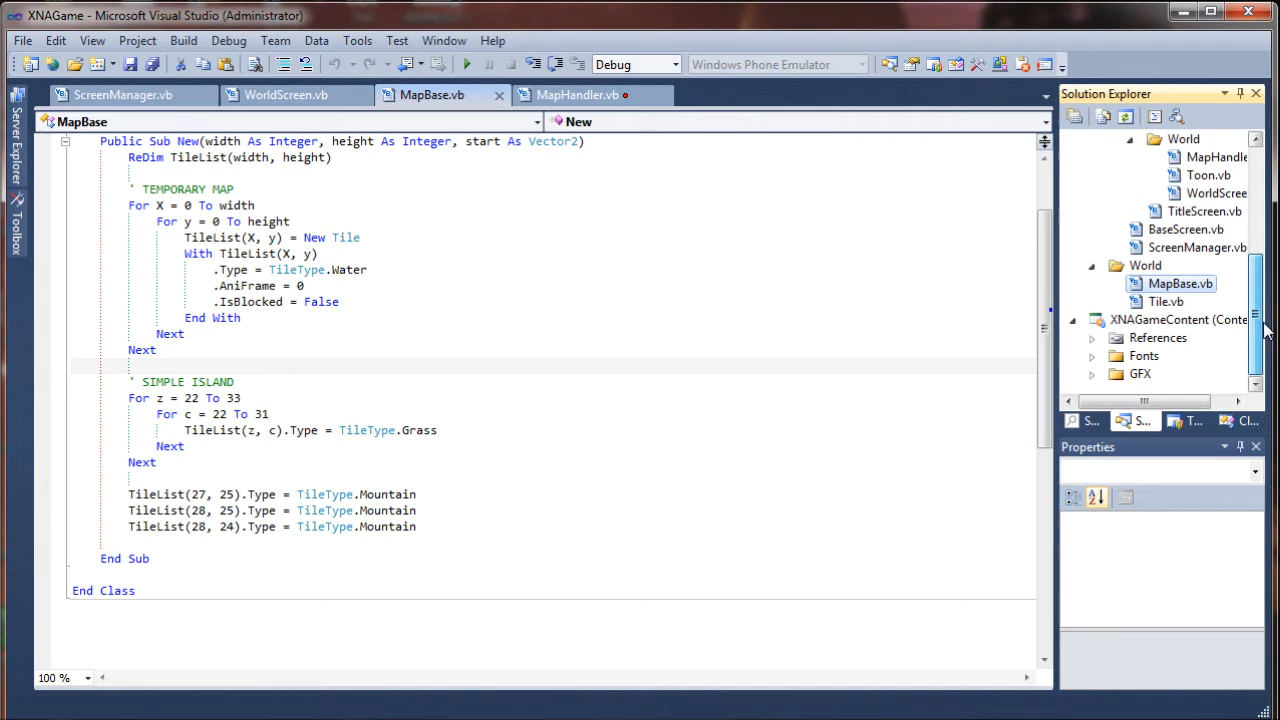 XNAGame - Microsoft Visual Studio (Administrator)
File Edit View Project Build Debug Team Data Tools Test Window Help
Debug Windows Phone Emulator
ScreenManager.vb WorldScreen.vb MapBase.vb MapHandler.vb
MapBase New
Server Explorer
Toolbox
Public Sub New(width As Integer, height As Integer, start As Vector2)
ReDim TileList(width, height)
' TEMPORARY MAP
For X = 0 To width
For y = 0 To height
TileList(X, y) = New Tile
With TileList(X, y)
.Type = TileType.Water
.AniFrame = 0
.IsBlocked = False
End With
Next
Next
' SIMPLE ISLAND
For z = 22 To 33
For c = 22 To 31
TileList(z, c).Type = TileType.Grass
Next
Next
TileList(27, 25).Type = TileType.Mountain
TileList(28, 25).Type = TileType.Mountain
TileList(28, 24).Type = TileType.Mountain
End Sub
End Class
100 %
Solution Explorer
World
MapHandle
Toon.vb
WorldScree
TitleScreen.vb
BaseScreen.vb
ScreenManager.vb
World
MapBase.vb
Tile.vb
XNAGameContent (Conte
References
Fonts
GFX
S... S... T... Cl...
Properties